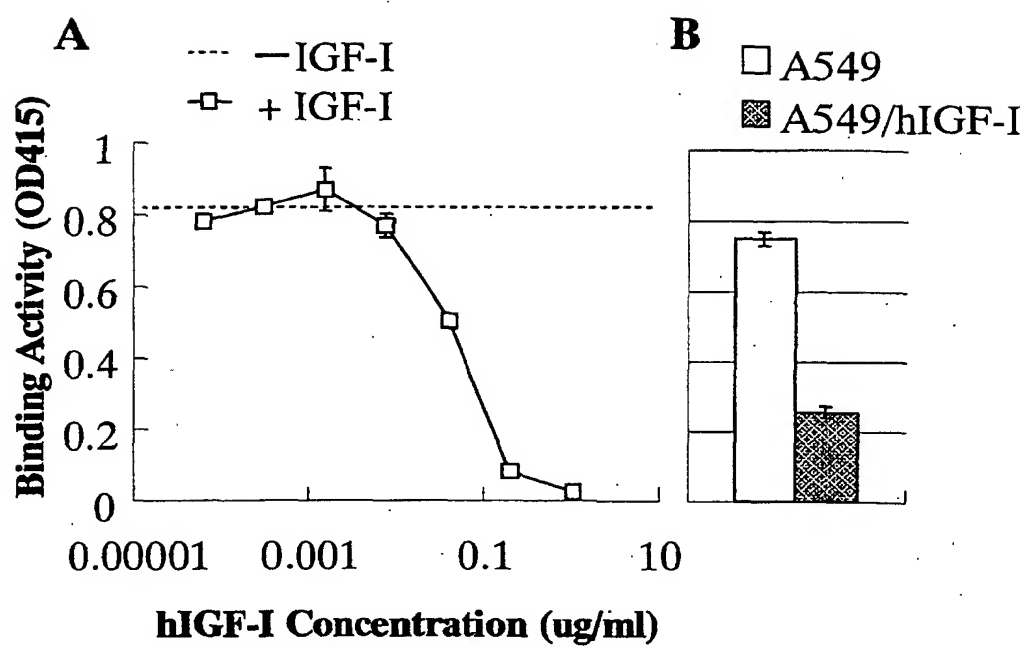 A
— IGF-I
+ IGF-I
B
A549
A549/hIGF-I
Binding Activity (OD415)
1
0.8
0.6
0.4
0.2
0
0.00001
0.001
0.1
10
hIGF-I Concentration (ug/ml)